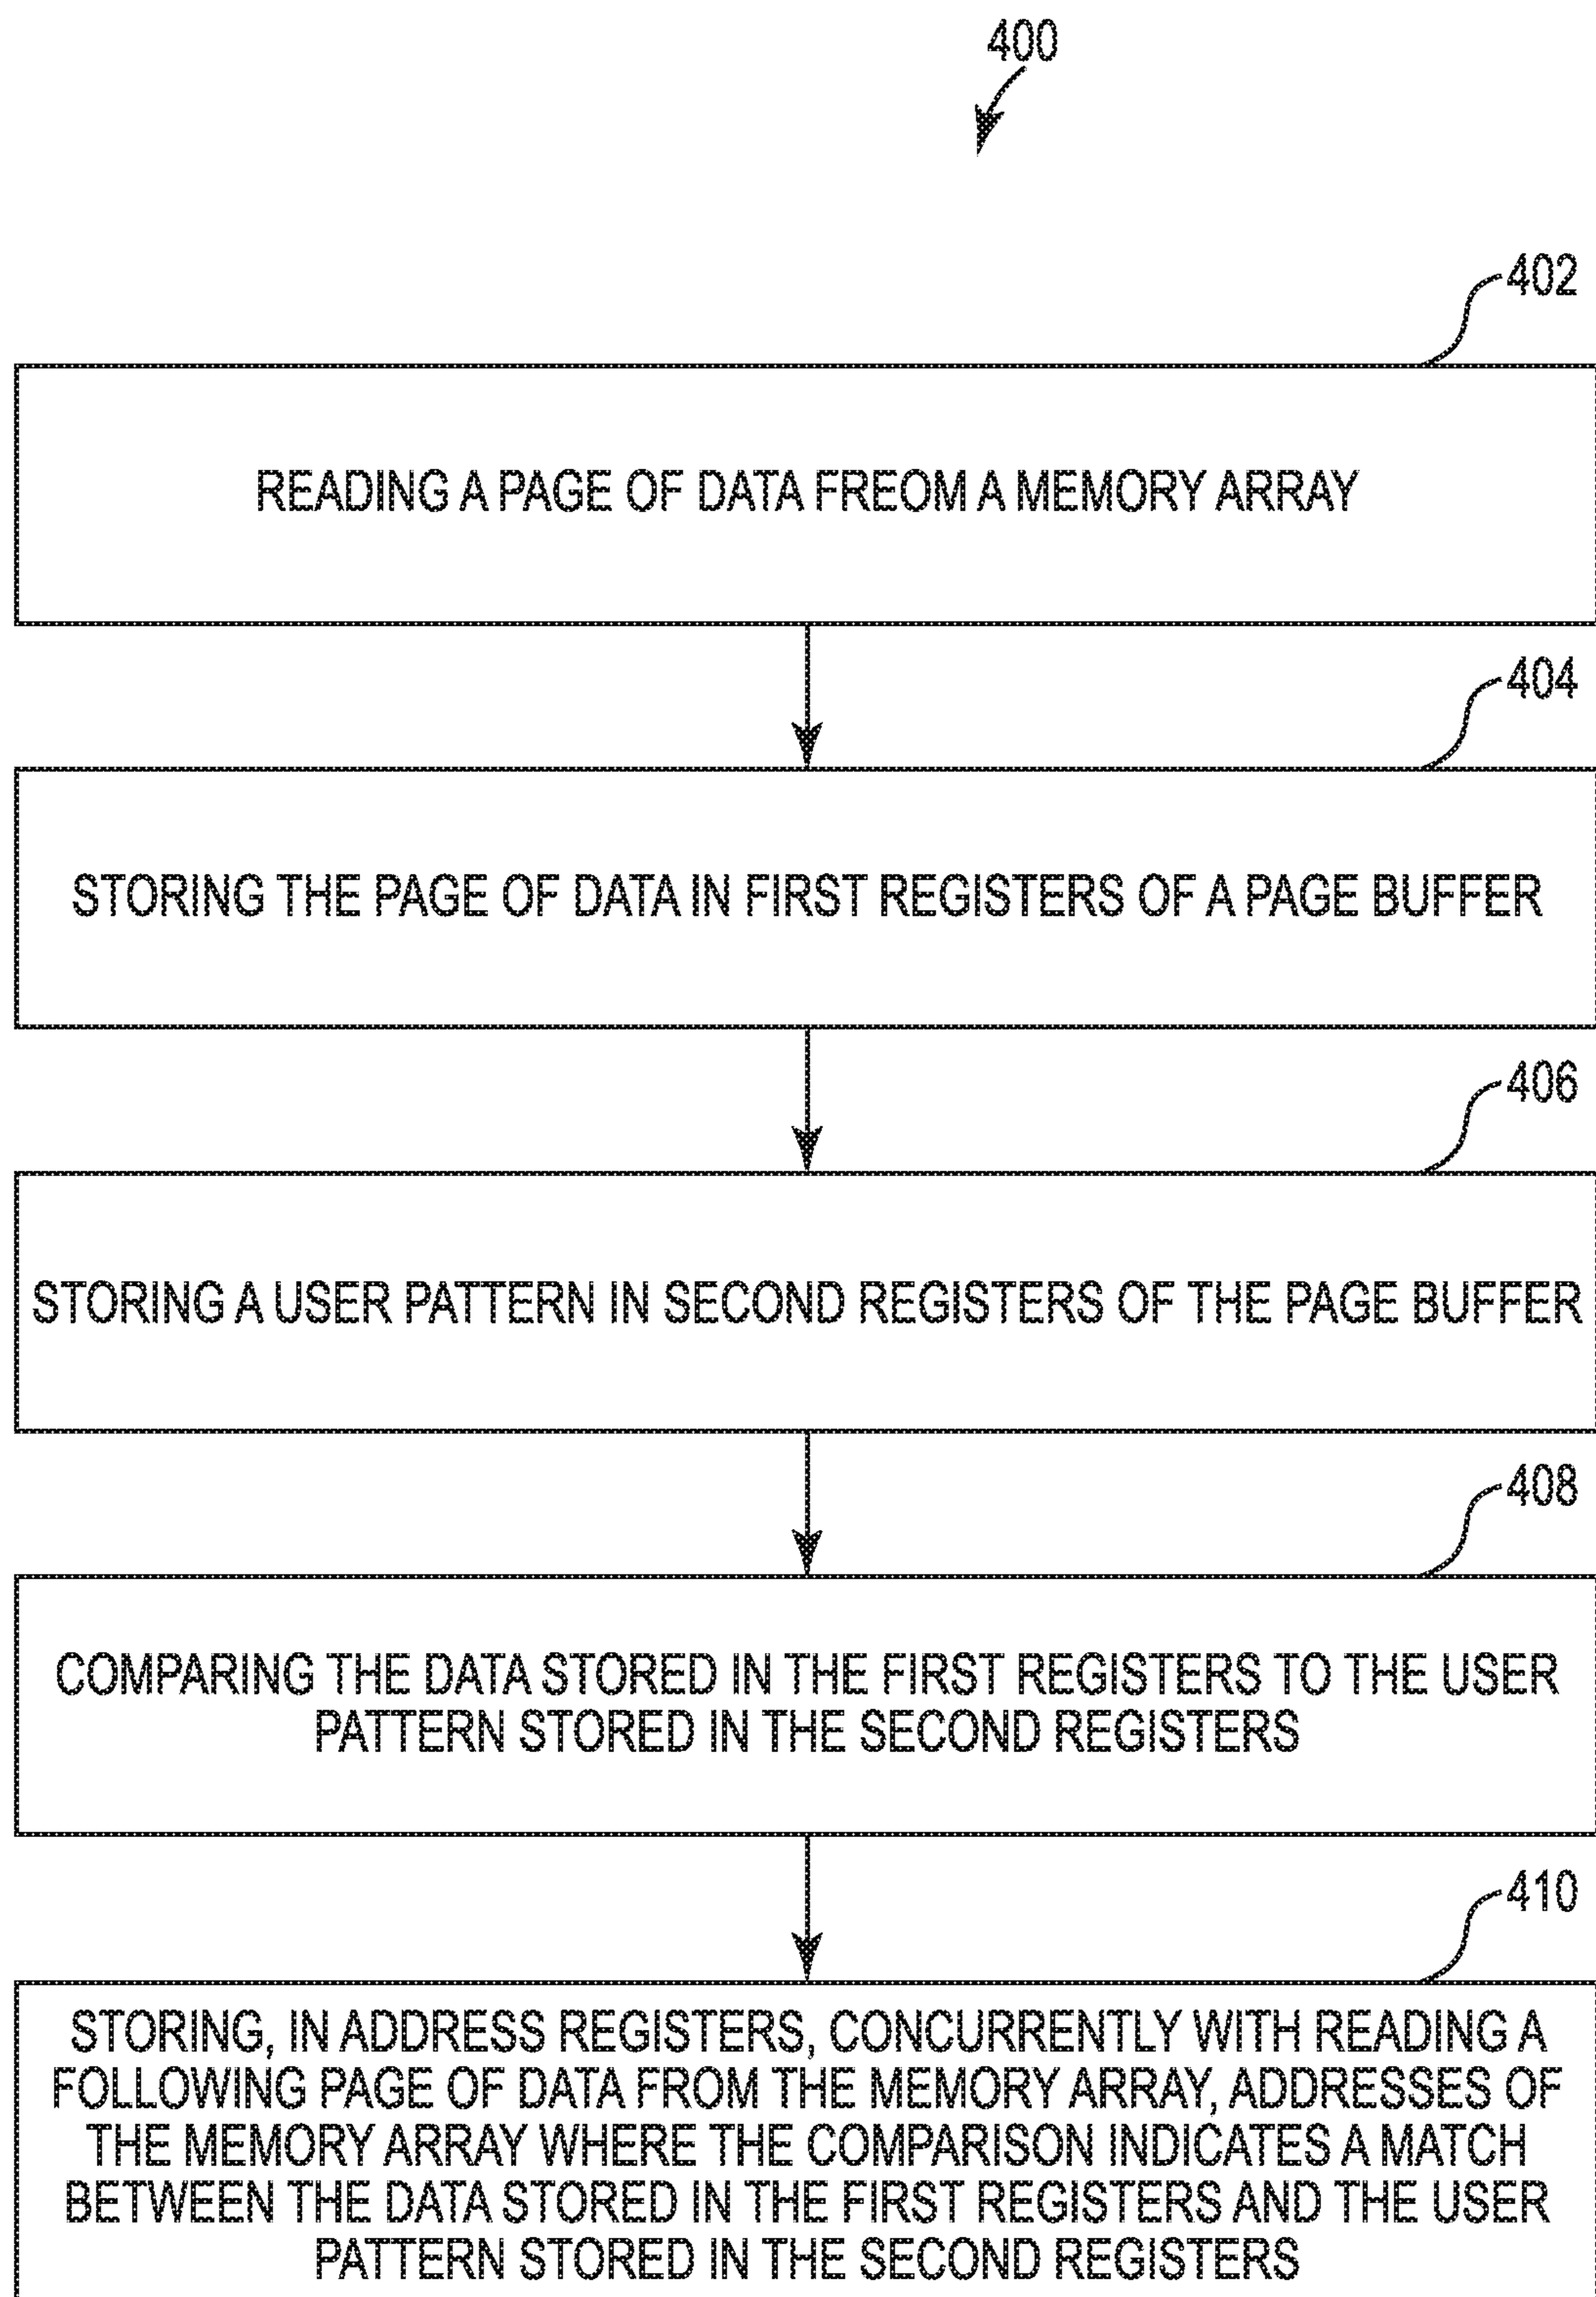 400
402
READING A PAGE OF DATA FREOM A MEMORY ARRAY
404
STORING THE PAGE OF DATA IN FIRST REGISTERS OF A PAGE BUFFER
406
STORING A USER PATTERN IN SECOND REGISTERS OF THE PAGE BUFFER
408
COMPARING THE DATA STORED IN THE FIRST REGISTERS TO THE USER
PATTERN STORED IN THE SECOND REGISTERS
410
STORING, IN ADDRESS REGISTERS, CONCURRENTLY WITH READING A
FOLLOWING PAGE OF DATA FROM THE MEMORY ARRAY, ADDRESSES OF
THE MEMORY ARRAY WHERE THE COMPARISON INDICATES A MATCH
BETWEEN THE DATA STORED IN THE FIRST REGISTERS AND THE USER
PATTERN STORED IN THE SECOND REGISTERS